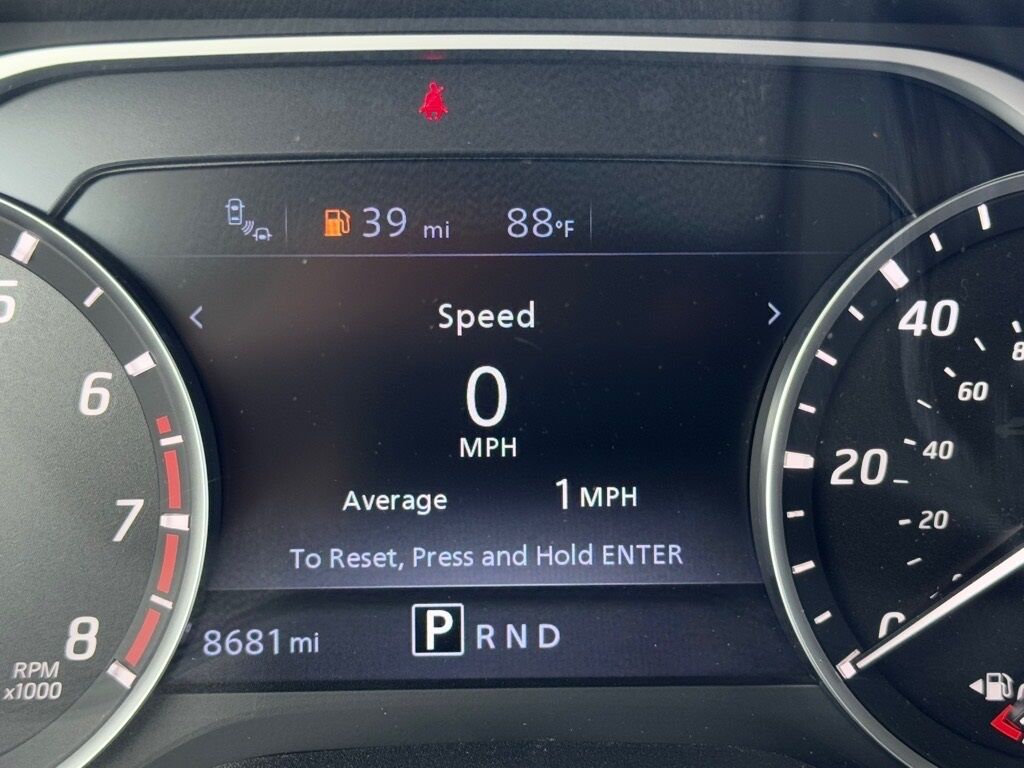 39 mi 88°F
Speed
0
MPH
Average 1 MPH
To Reset, Press and Hold ENTER
8681 mi P R N D
6
7
8
RPM
x1000
40
20
0
60
40
20